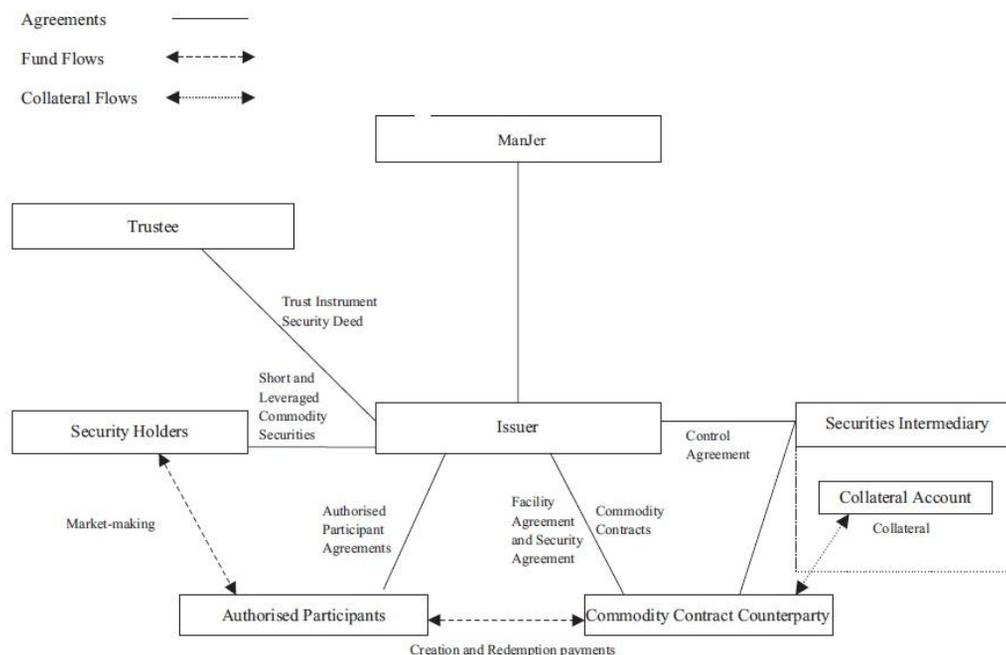 Agreements
Fund Flows
Collateral Flows
ManJer
Trustee
Trust Instrument
Security Deed
Short and
Leveraged
Commodity
Securities
Security Holders
Issuer
Securities Intermediary
Control
Agreement
Collateral Account
Collateral
Market-making
Authorised
Participant
Agreements
Facility
Agreement
and Security
Agreement
Commodity
Contracts
Authorised Participants
Commodity Contract Counterparty
Creation and Redemption payments